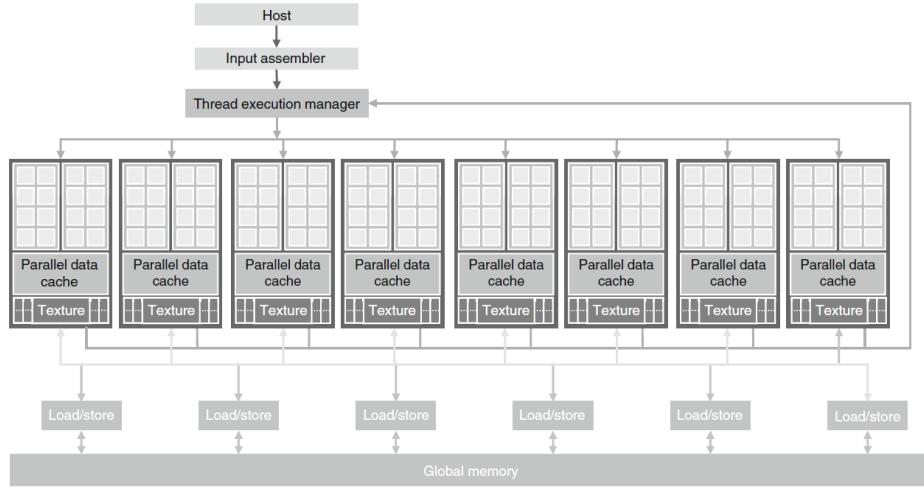 Host
Input assembler
Thread execution manager
Parallel data cache
Parallel data cache
Parallel data cache
Parallel data cache
Parallel data cache
Parallel data cache
Parallel data cache
Parallel data cache
Texture
Texture
Texture
Texture
Texture
Texture
Texture
Texture
Load/store
Load/store
Load/store
Load/store
Load/store
Load/store
Global memory